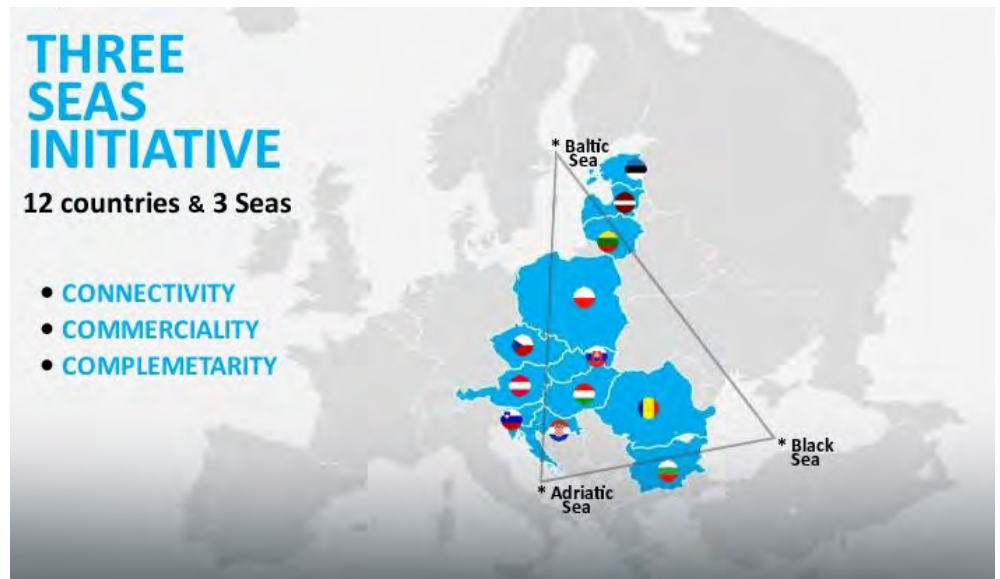 THREE
SEAS
INITIATIVE
12 countries & 3 Seas
• CONNECTIVITY
• COMMERCIALITY
• COMPLEMETARITY
* Baltic
Sea
* Black
Sea
* Adriatic
Sea